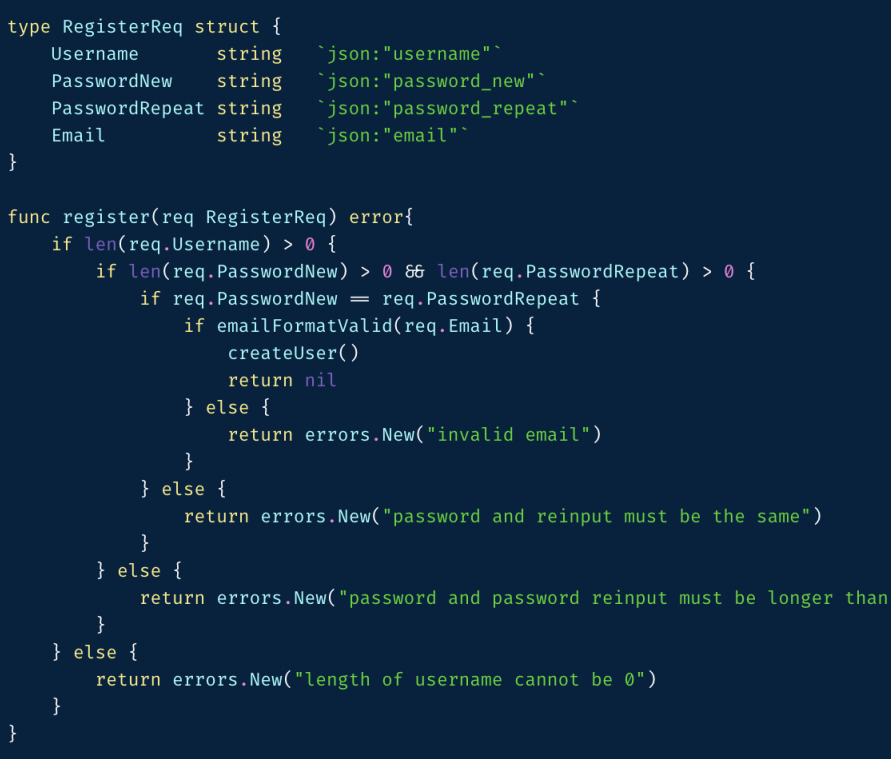 type RegisterReq struct {
    Username       string   `json:"username"`
    PasswordNew    string   `json:"password_new"`
    PasswordRepeat string   `json:"password_repeat"`
    Email          string   `json:"email"`
}

func register(req RegisterReq) error{
    if len(req.Username) > 0 {
        if len(req.PasswordNew) > 0 && len(req.PasswordRepeat) > 0 {
            if req.PasswordNew == req.PasswordRepeat {
                if emailFormatValid(req.Email) {
                    createUser()
                    return nil
                } else {
                    return errors.New("invalid email")
                }
            } else {
                return errors.New("password and reinput must be the same")
            }
        } else {
            return errors.New("password and password reinput must be longer than
        }
    } else {
        return errors.New("length of username cannot be 0")
    }
}